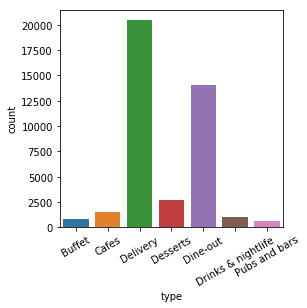 20000
17500
15000
12500
10000
7500
5000
2500
0
count
Buffet
Cafes
Delivery
Desserts
Dine-out
Drinks & nightlife
Pubs and bars
type